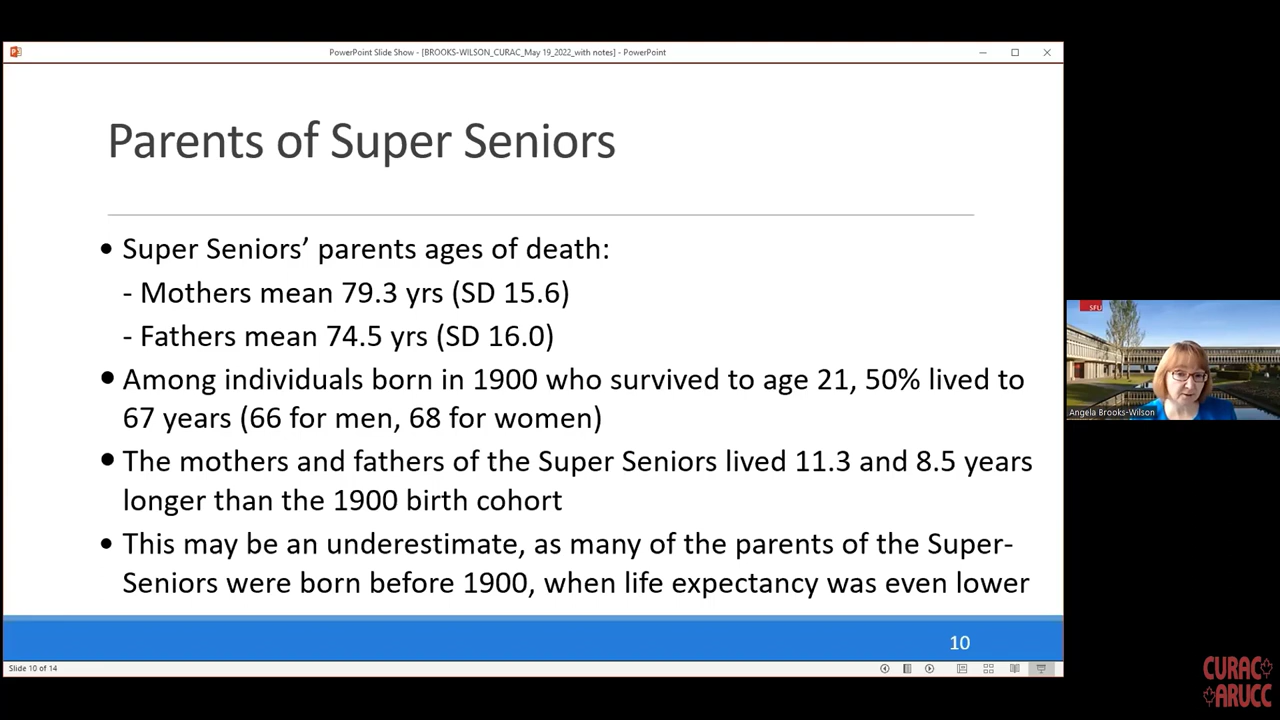 PowerPoint Slide Show - [BROOKS-WILSON_CURAC_May 19_2022_with notes] - PowerPoint
Parents of Super Seniors
• Super Seniors’ parents ages of death:
- Mothers mean 79.3 yrs (SD 15.6)
- Fathers mean 74.5 yrs (SD 16.0)
• Among individuals born in 1900 who survived to age 21, 50% lived to
67 years (66 for men, 68 for women)
• The mothers and fathers of the Super Seniors lived 11.3 and 8.5 years
longer than the 1900 birth cohort
• This may be an underestimate, as many of the parents of the Super-
Seniors were born before 1900, when life expectancy was even lower
10
Slide 10 of 14
SFU
Angela Brooks-Wilson
CURAC
ARUCC